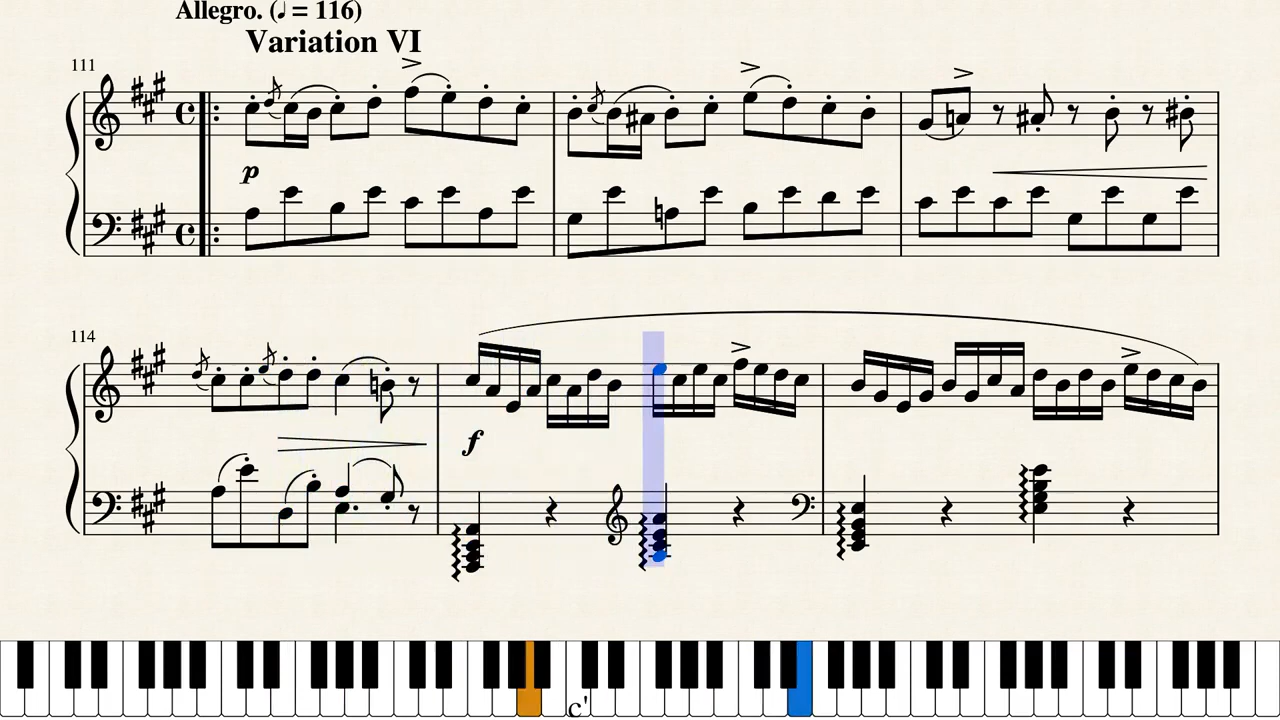 Allegro. (♩ = 116)
Variation VI
111
p
114
f
c'